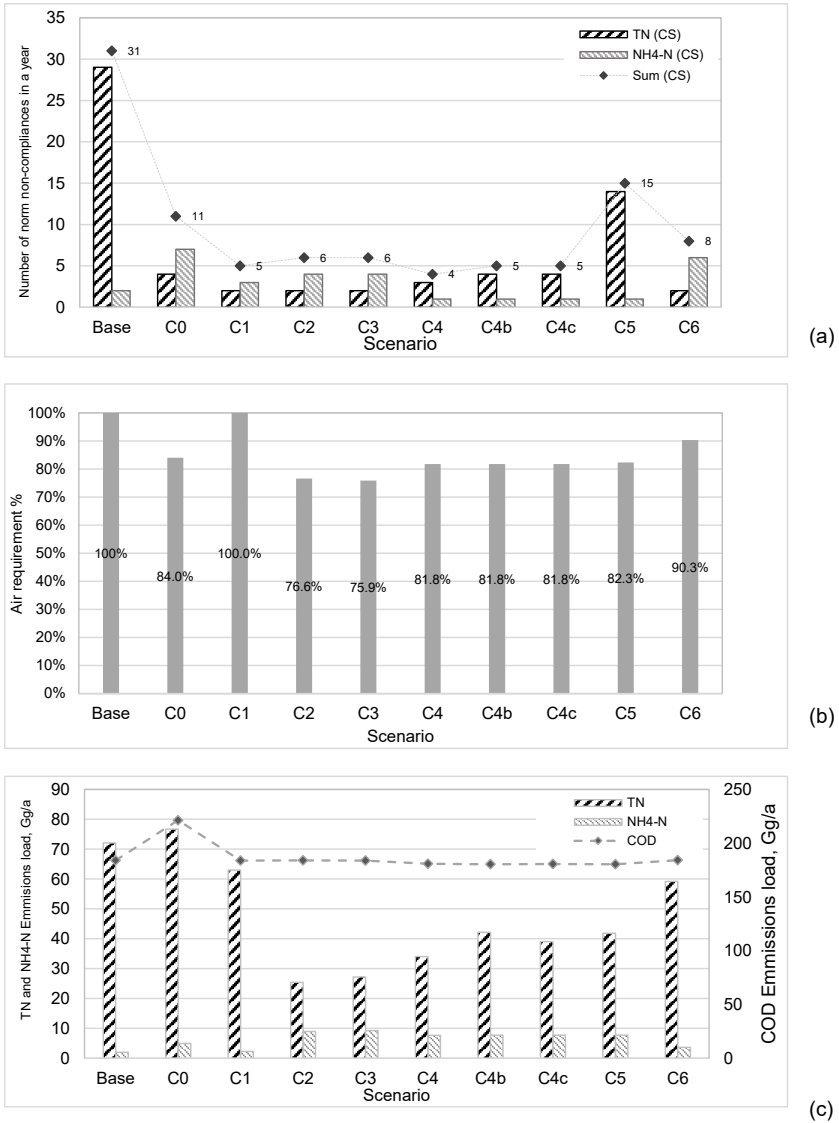 Number of norm non-compliances in a year
35
30
25
20
15
10
5
0
TN (CS)
NH4-N (CS)
Sum (CS)
31
11
5
6
6
4
5
5
15
8
Base C0 C1 C2 C3 C4 C4b C4c C5 C6
Scenario
(a)
Air requirement %
100%
90%
80%
70%
60%
50%
40%
30%
20%
10%
0%
100% 84.0% 100.0% 76.6% 75.9% 81.8% 81.8% 81.8% 82.3% 90.3%
Base C0 C1 C2 C3 C4 C4b C4c C5 C6
Scenario
(b)
TN and NH4-N Emmisions load, Gg/a
90
80
70
60
50
40
30
20
10
0
TN
NH4-N
COD
250
200
150
100
50
0
COD Emmissions load, Gg/a
Base C0 C1 C2 C3 C4 C4b C4c C5 C6
Scenario
(c)